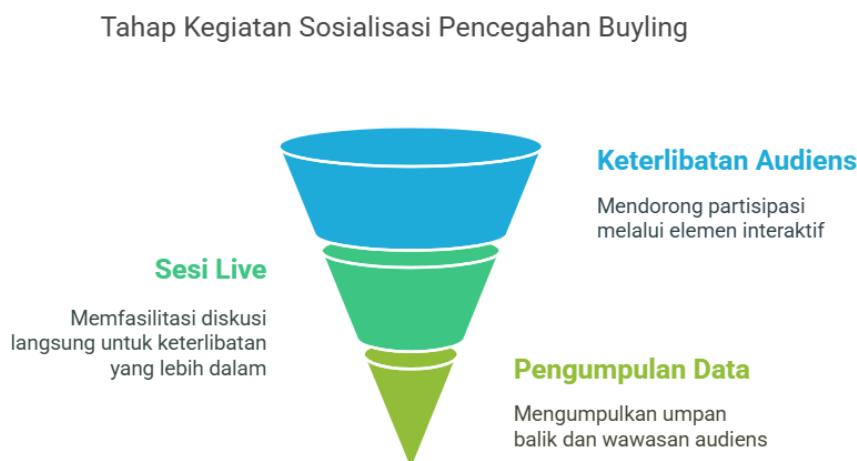 Tahap Kegiatan Sosialisasi Pencegahan Buyling
Keterlibatan Audiens
Mendorong partisipasi
melalui elemen interaktif
Sesi Live
Memfasilitasi diskusi
langsung untuk keterlibatan
yang lebih dalam
Pengumpulan Data
Mengumpulkan umpan
balik dan wawasan audiens